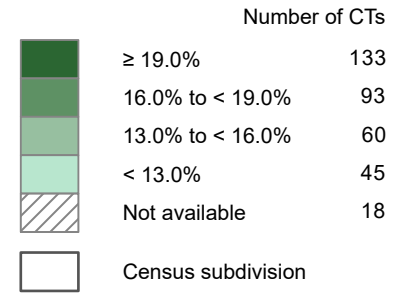 Number of CTs
≥ 19.0% 133
16.0% to < 19.0% 93
13.0% to < 16.0% 60
< 13.0% 45
Not available 18
Census subdivision